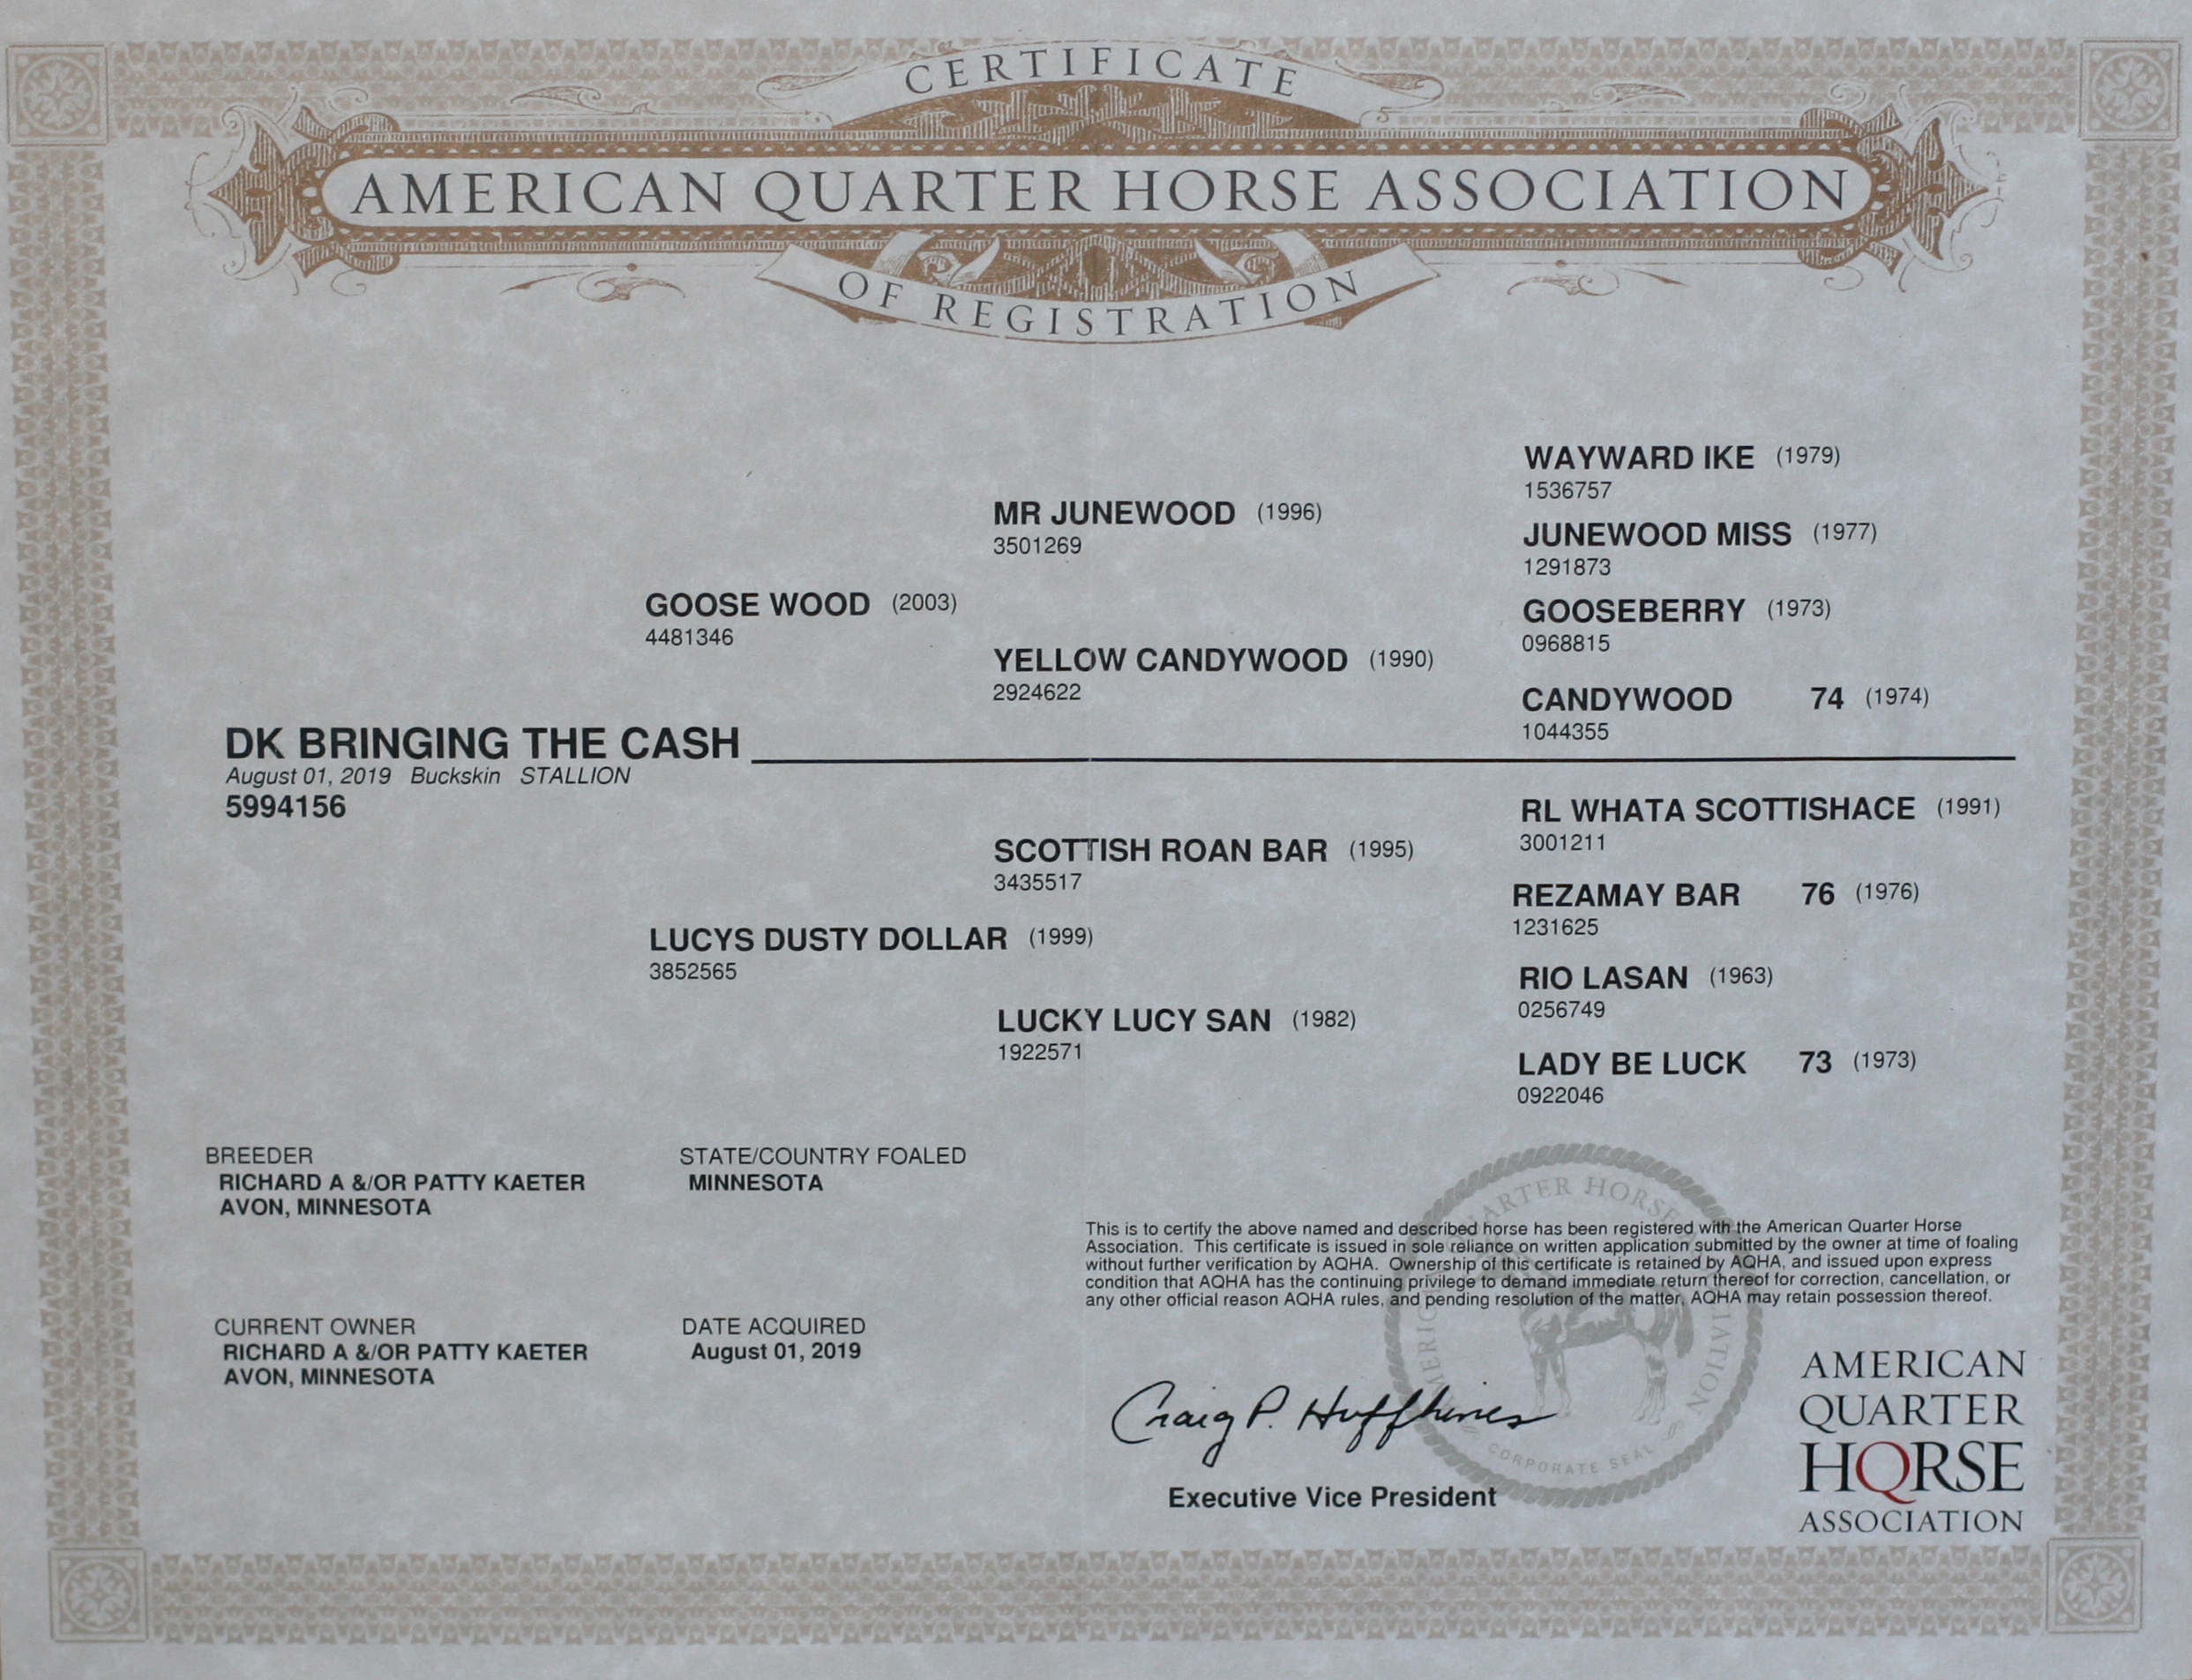 CERTIFICATE
AMERICAN QUARTER HORSE ASSOCIATION
OF REGISTRATION
WAYWARD IKE (1979)
1536757
MR JUNEWOOD (1996)
3501269
JUNEWOOD MISS (1977)
1291873
GOOSE WOOD (2003)
4481346
GOOSEBERRY (1973)
0968815
YELLOW CANDYWOOD (1990)
2924622
CANDYWOOD 74 (1974)
1044355
DK BRINGING THE CASH
August 01, 2019 Buckskin STALLION
5994156
RL WHATA SCOTTISHACE (1991)
3001211
SCOTTISH ROAN BAR (1995)
3435517
REZAMAY BAR 76 (1976)
1231625
LUCYS DUSTY DOLLAR (1999)
3852565
RIO LASAN (1963)
0256749
LUCKY LUCY SAN (1982)
1922571
LADY BE LUCK 73 (1973)
0922046
BREEDER
RICHARD A &/OR PATTY KAETER
AVON, MINNESOTA
STATE/COUNTRY FOALED
MINNESOTA
This is to certify the above named and described horse has been registered with the American Quarter Horse
Association. This certificate is issued in sole reliance on written application submitted by the owner at time of foaling
without further verification by AQHA. Ownership of this certificate is retained by AQHA, and issued upon express
condition that AQHA has the continuing privilege to demand immediate return thereof for correction, cancellation, or
any other official reason AQHA rules, and pending resolution of the matter, AQHA may retain possession thereof.
CURRENT OWNER
RICHARD A &/OR PATTY KAETER
AVON, MINNESOTA
DATE ACQUIRED
August 01, 2019
Craig P. Huffhines
Executive Vice President
CORPORATE SEAL
AMERICAN
QUARTER
HORSE
ASSOCIATION